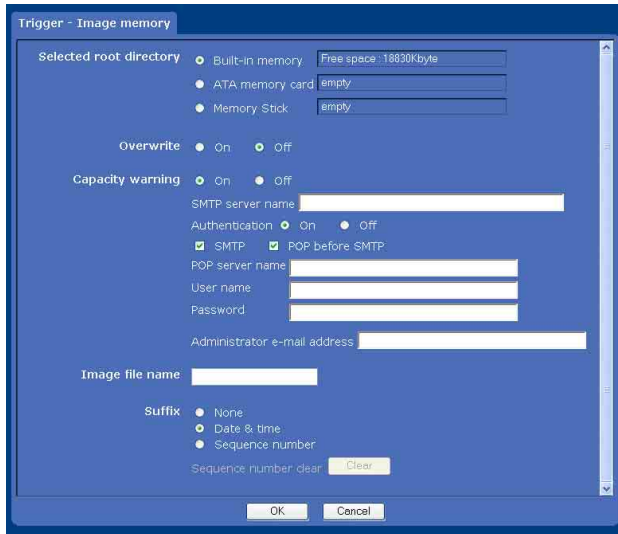 Trigger - Image memory
Selected root directory Built-in memory Free space : 18830Kbyte
ATA memory card empty
Memory Stick empty
Overwrite On Off
Capacity warning On Off
SMTP server name
Authentication On Off
SMTP POP before SMTP
POP server name
User name
Password
Administrator e-mail address
Image file name
Suffix None
Date & time
Sequence number
Sequence number clear Clear
OK Cancel